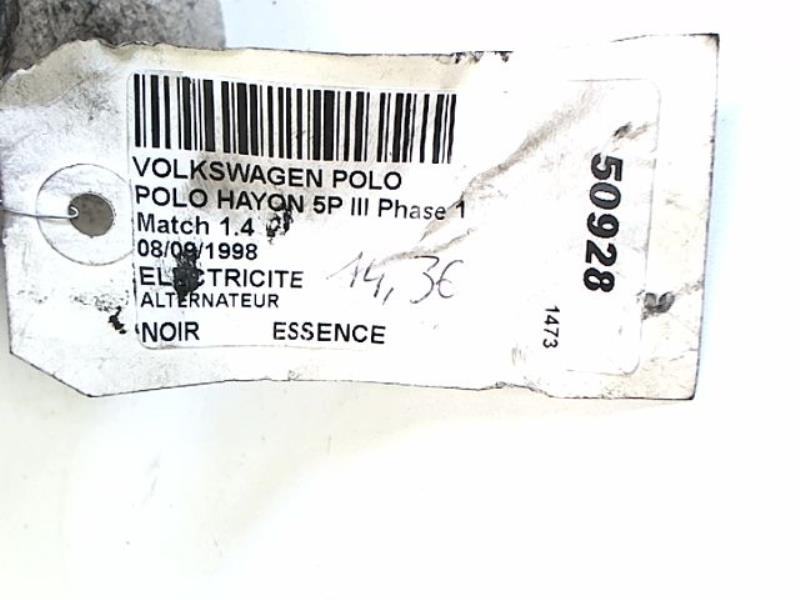 VOLKSWAGEN POLO
POLO HAYON 5P III Phase 1
Match 1.4
08/09/1998
ELECTRICITE
14,3€
ALTERNATEUR
NOIR ESSENCE
50928
1473